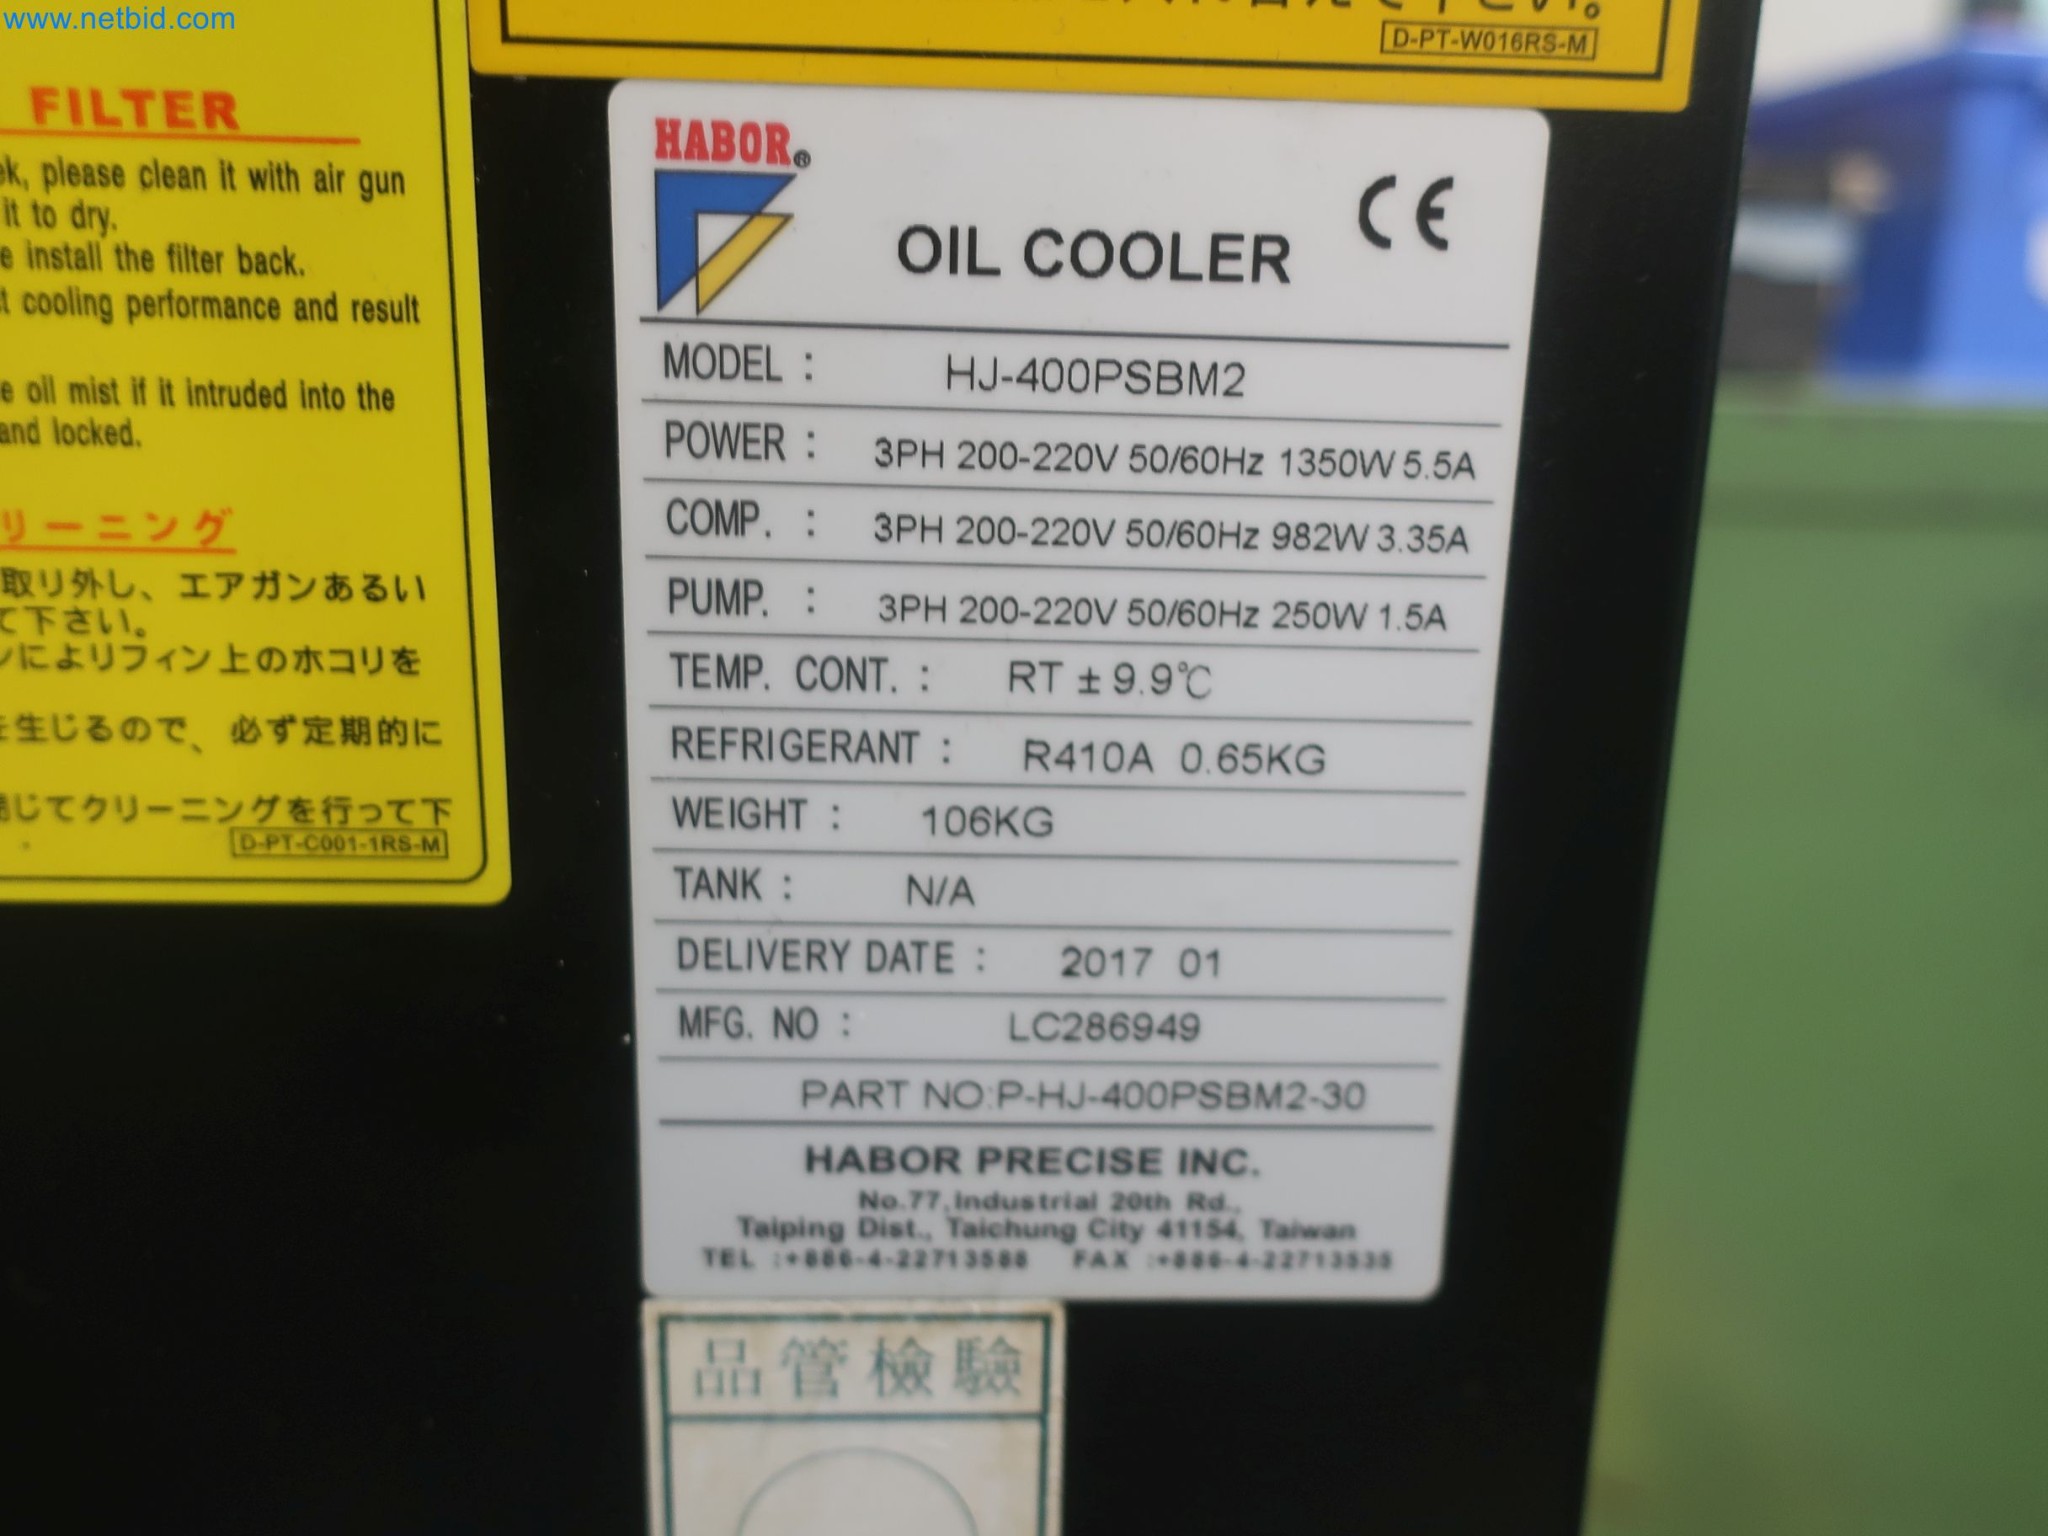 www.netbid.com
D-PT-W016RS-M
FILTER
please clean it with air gun
it to dry.
install the filter back.
cooling performance and result
oil mist if it intruded into the
and locked.
リーニング
取り外し、エアガンあるい
て下さい。
によりフィン上のホコリを
を生じるので、必ず定期的に
じてクリーニングを行って下
D-PT-C001-1RS-M
HABOR®
CE
OIL COOLER
MODEL : HJ-400PSBM2
POWER : 3PH 200-220V 50/60Hz 1350W 5.5A
COMP. : 3PH 200-220V 50/60Hz 982W 3.35A
PUMP. : 3PH 200-220V 50/60Hz 250W 1.5A
TEMP. CONT. : RT ± 9.9℃
REFRIGERANT : R410A 0.65KG
WEIGHT : 106KG
TANK : N/A
DELIVERY DATE : 2017 01
MFG. NO : LC286949
PART NO:P-HJ-400PSBM2-30
HABOR PRECISE INC.
No.77,Industrial 20th Rd.,
Taiping Dist., Taichung City 41154, Taiwan
TEL :+886-4-22713588 FAX :+886-4-22713535
品管檢驗